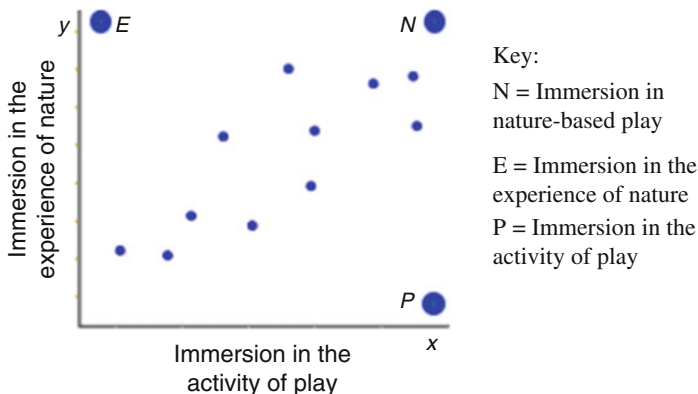 y
E
N
Immersion in the
experience of nature
P
x
Immersion in the
activity of play
Key:
N = Immersion in
nature-based play
E = Immersion in the
experience of nature
P = Immersion in the
activity of play